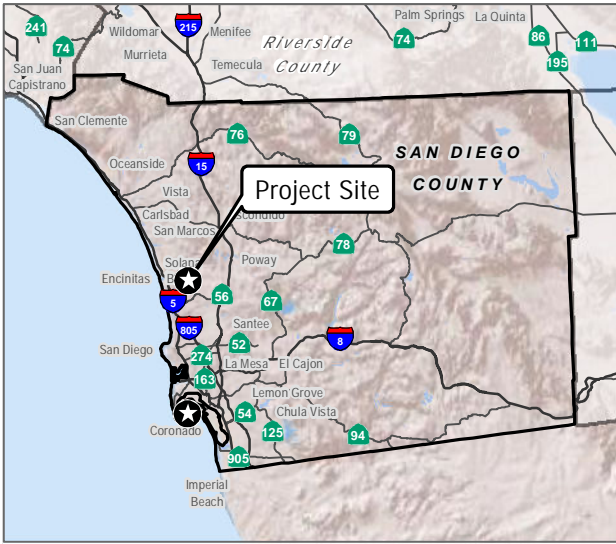 241
74
San Juan
Capistrano
Wildomar
Murrieta
215
Menifee
Temecula
Riverside
County
Palm Springs
La Quinta
74
86
111
195
San Clemente
76
79
SAN DIEGO
COUNTY
Oceanside
15
Vista
Project Site
Carlsbad
San Marcos
78
Solana
Poway
Encinitas
5
56
67
805
Santee
8
San Diego
274
52
La Mesa
El Cajon
163
Lemon Grove
54
Chula Vista
Coronado
125
94
905
Imperial
Beach